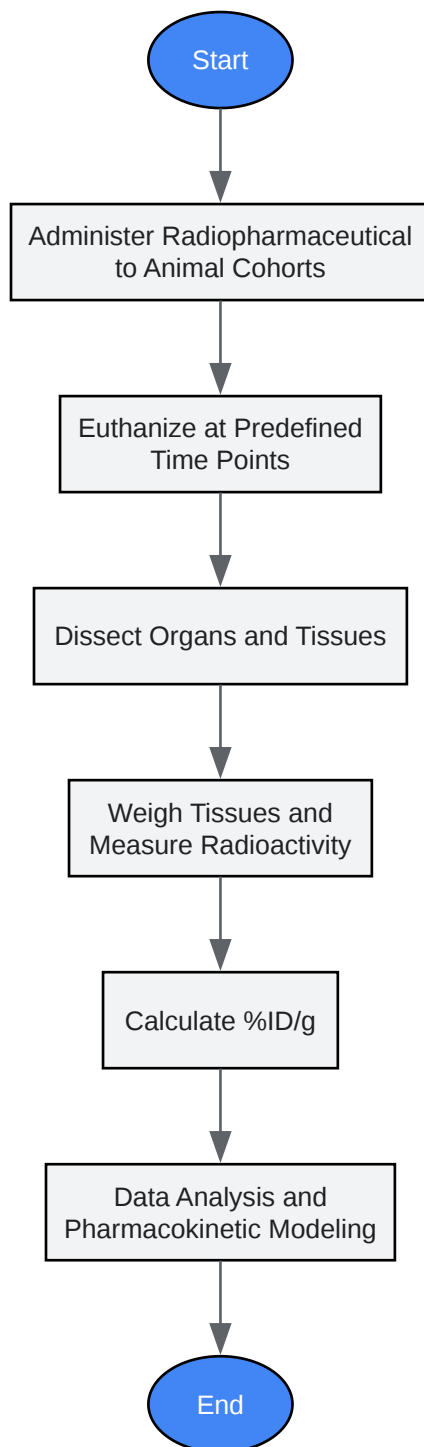 Start
Administer Radiopharmaceutical
to Animal Cohorts
Euthanize at Predefined
Time Points
Dissect Organs and Tissues
Weigh Tissues and
Measure Radioactivity
Calculate %ID/g
Data Analysis and
Pharmacokinetic Modeling
End